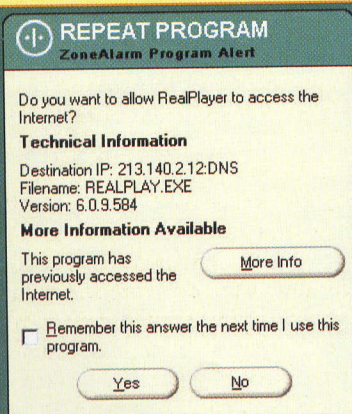 REPEAT PROGRAM
ZoneAlarm Program Alert
Do you want to allow RealPlayer to access the
Internet?
Technical Information
Destination IP: 213.140.2.12:DNS
Filename: REALPLAY.EXE
Version: 6.0.9.584
More Information Available
This program has
previously accessed the
Internet.
More Info
Remember this answer the next time I use this
program.
Yes
No